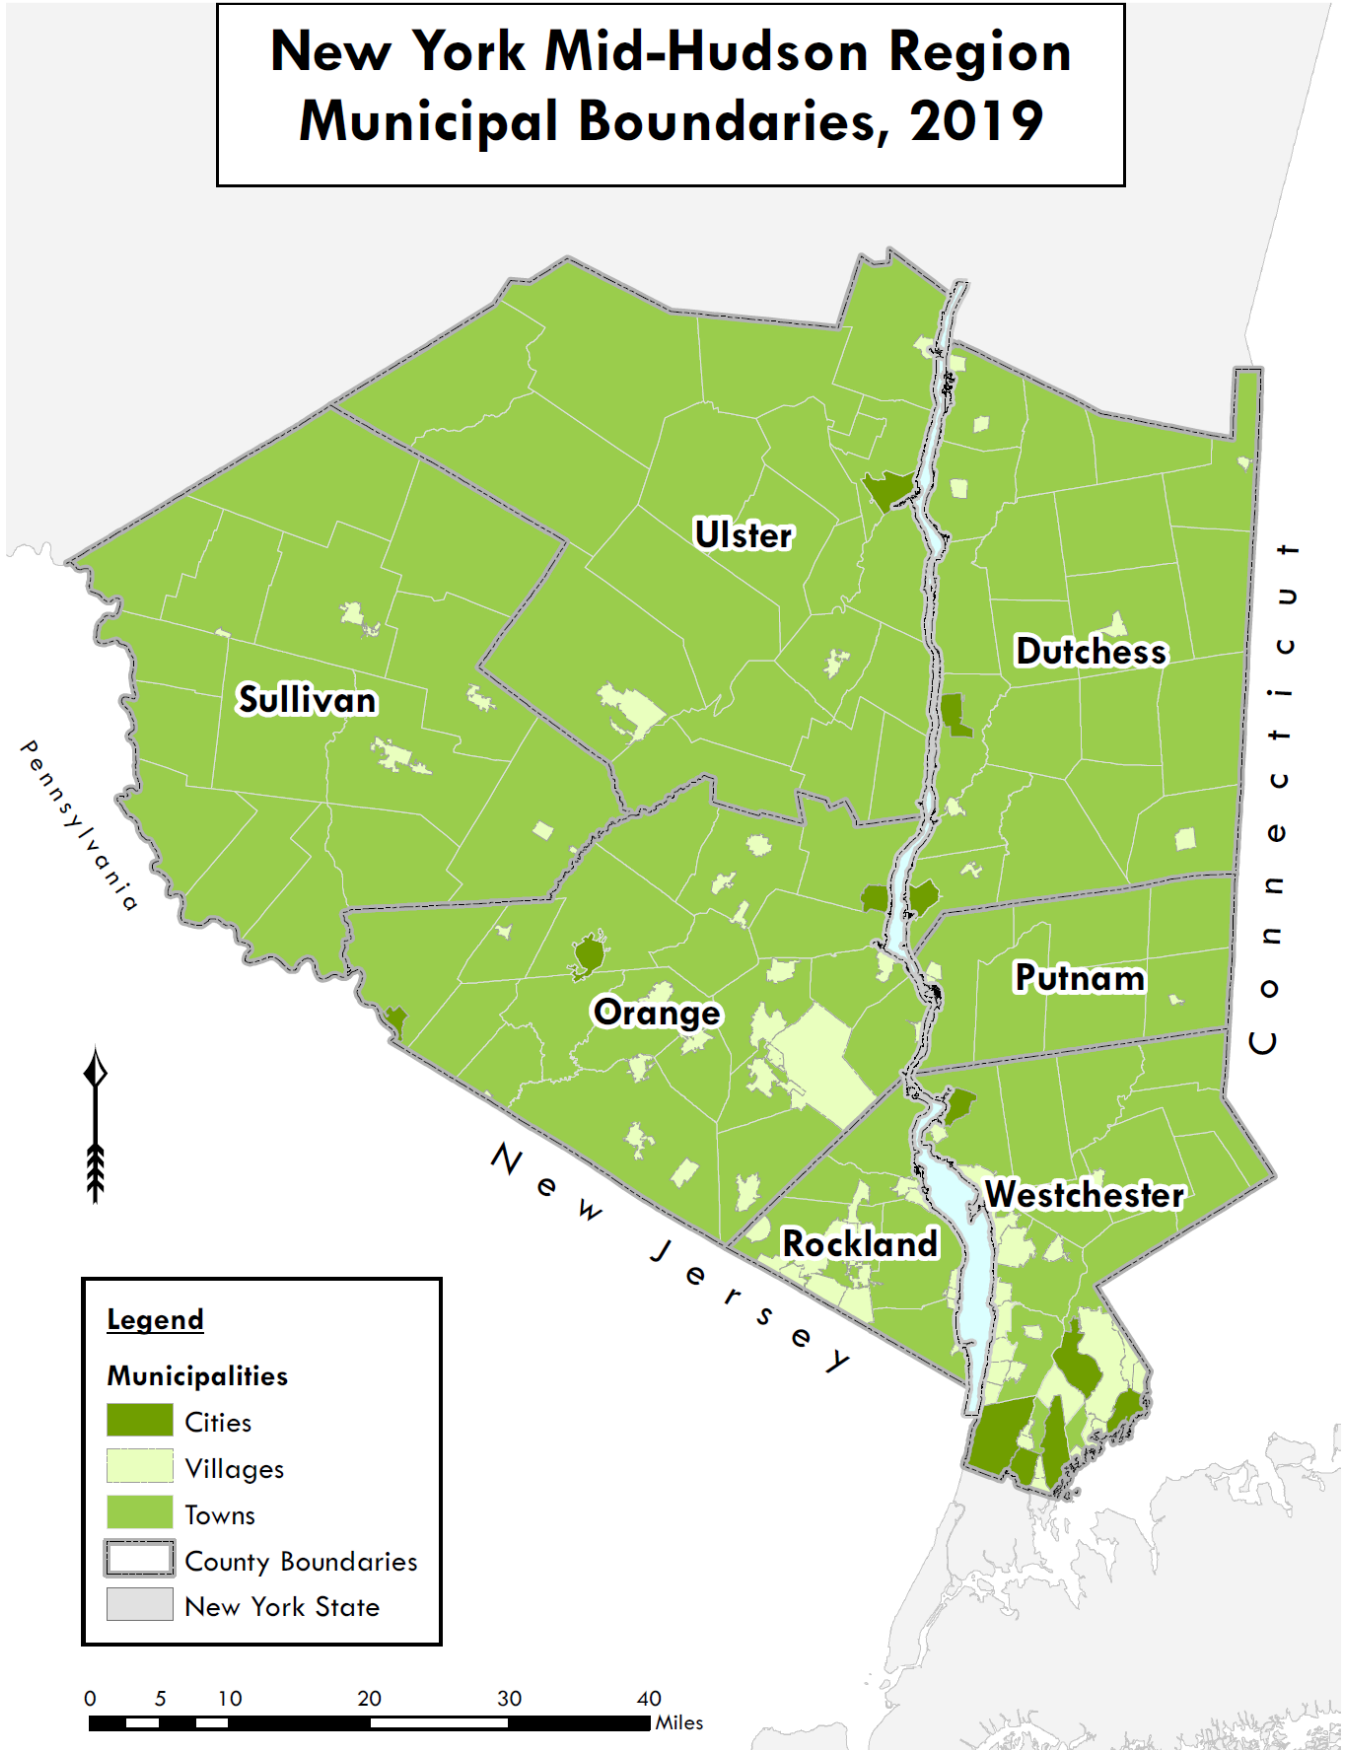 New York Mid-Hudson Region
Municipal Boundaries, 2019
Ulster
Dutchess
Sullivan
Connecticut
Pennsylvania
Putnam
Orange
Westchester
Rockland
New Jersey
Legend
Municipalities
Cities
Villages
Towns
County Boundaries
New York State
0 5 10 20 30 40
Miles